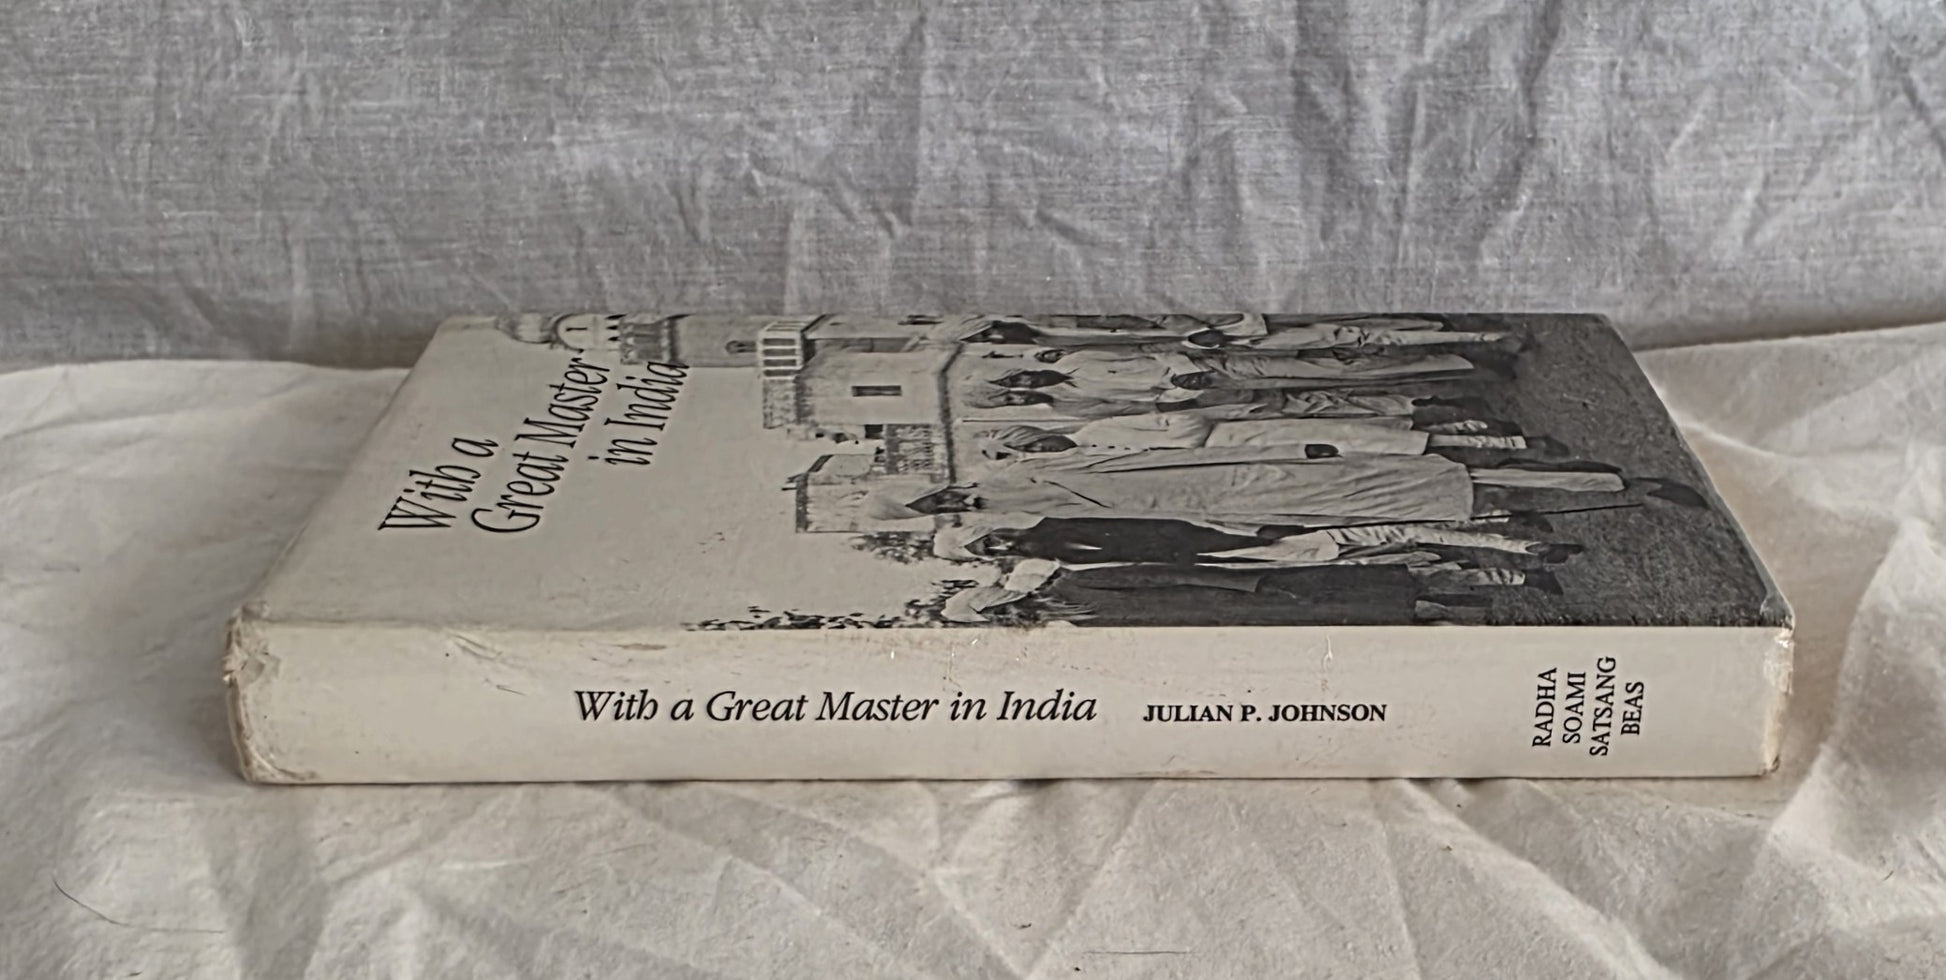 With a
Great Master
in India
With a Great Master in India JULIAN P. JOHNSON
RADHA
SOAMI
SATSANG
BEAS